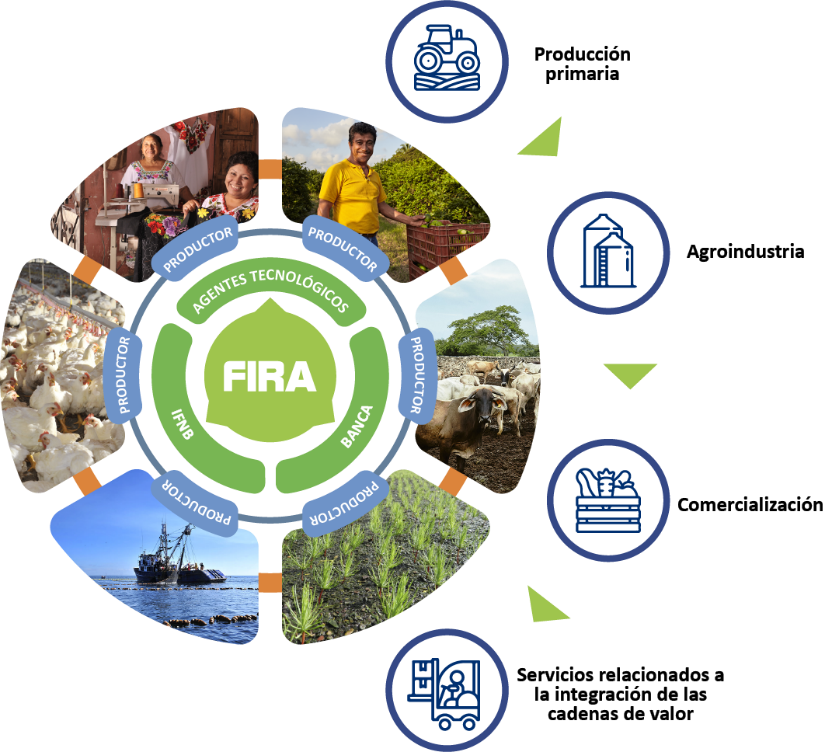 Producción
primaria
PRODUCTOR
PRODUCTOR
AGENTES TECNOLÓGICOS
Agroindustria
PRODUCTOR
FIRA
PRODUCTOR
IFNB
BANCA
PRODUCTOR
PRODUCTOR
Comercialización
Servicios relacionados a
la integración de las
cadenas de valor